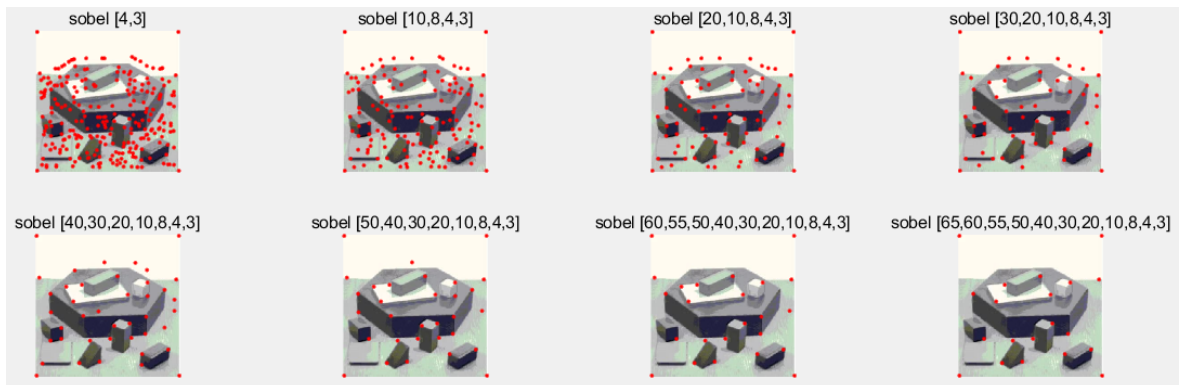 sobel [4,3]
sobel [10,8,4,3]
sobel [20,10,8,4,3]
sobel [30,20,10,8,4,3]
sobel [40,30,20,10,8,4,3]
sobel [50,40,30,20,10,8,4,3]
sobel [60,55,50,40,30,20,10,8,4,3]
sobel [65,60,55,50,40,30,20,10,8,4,3]